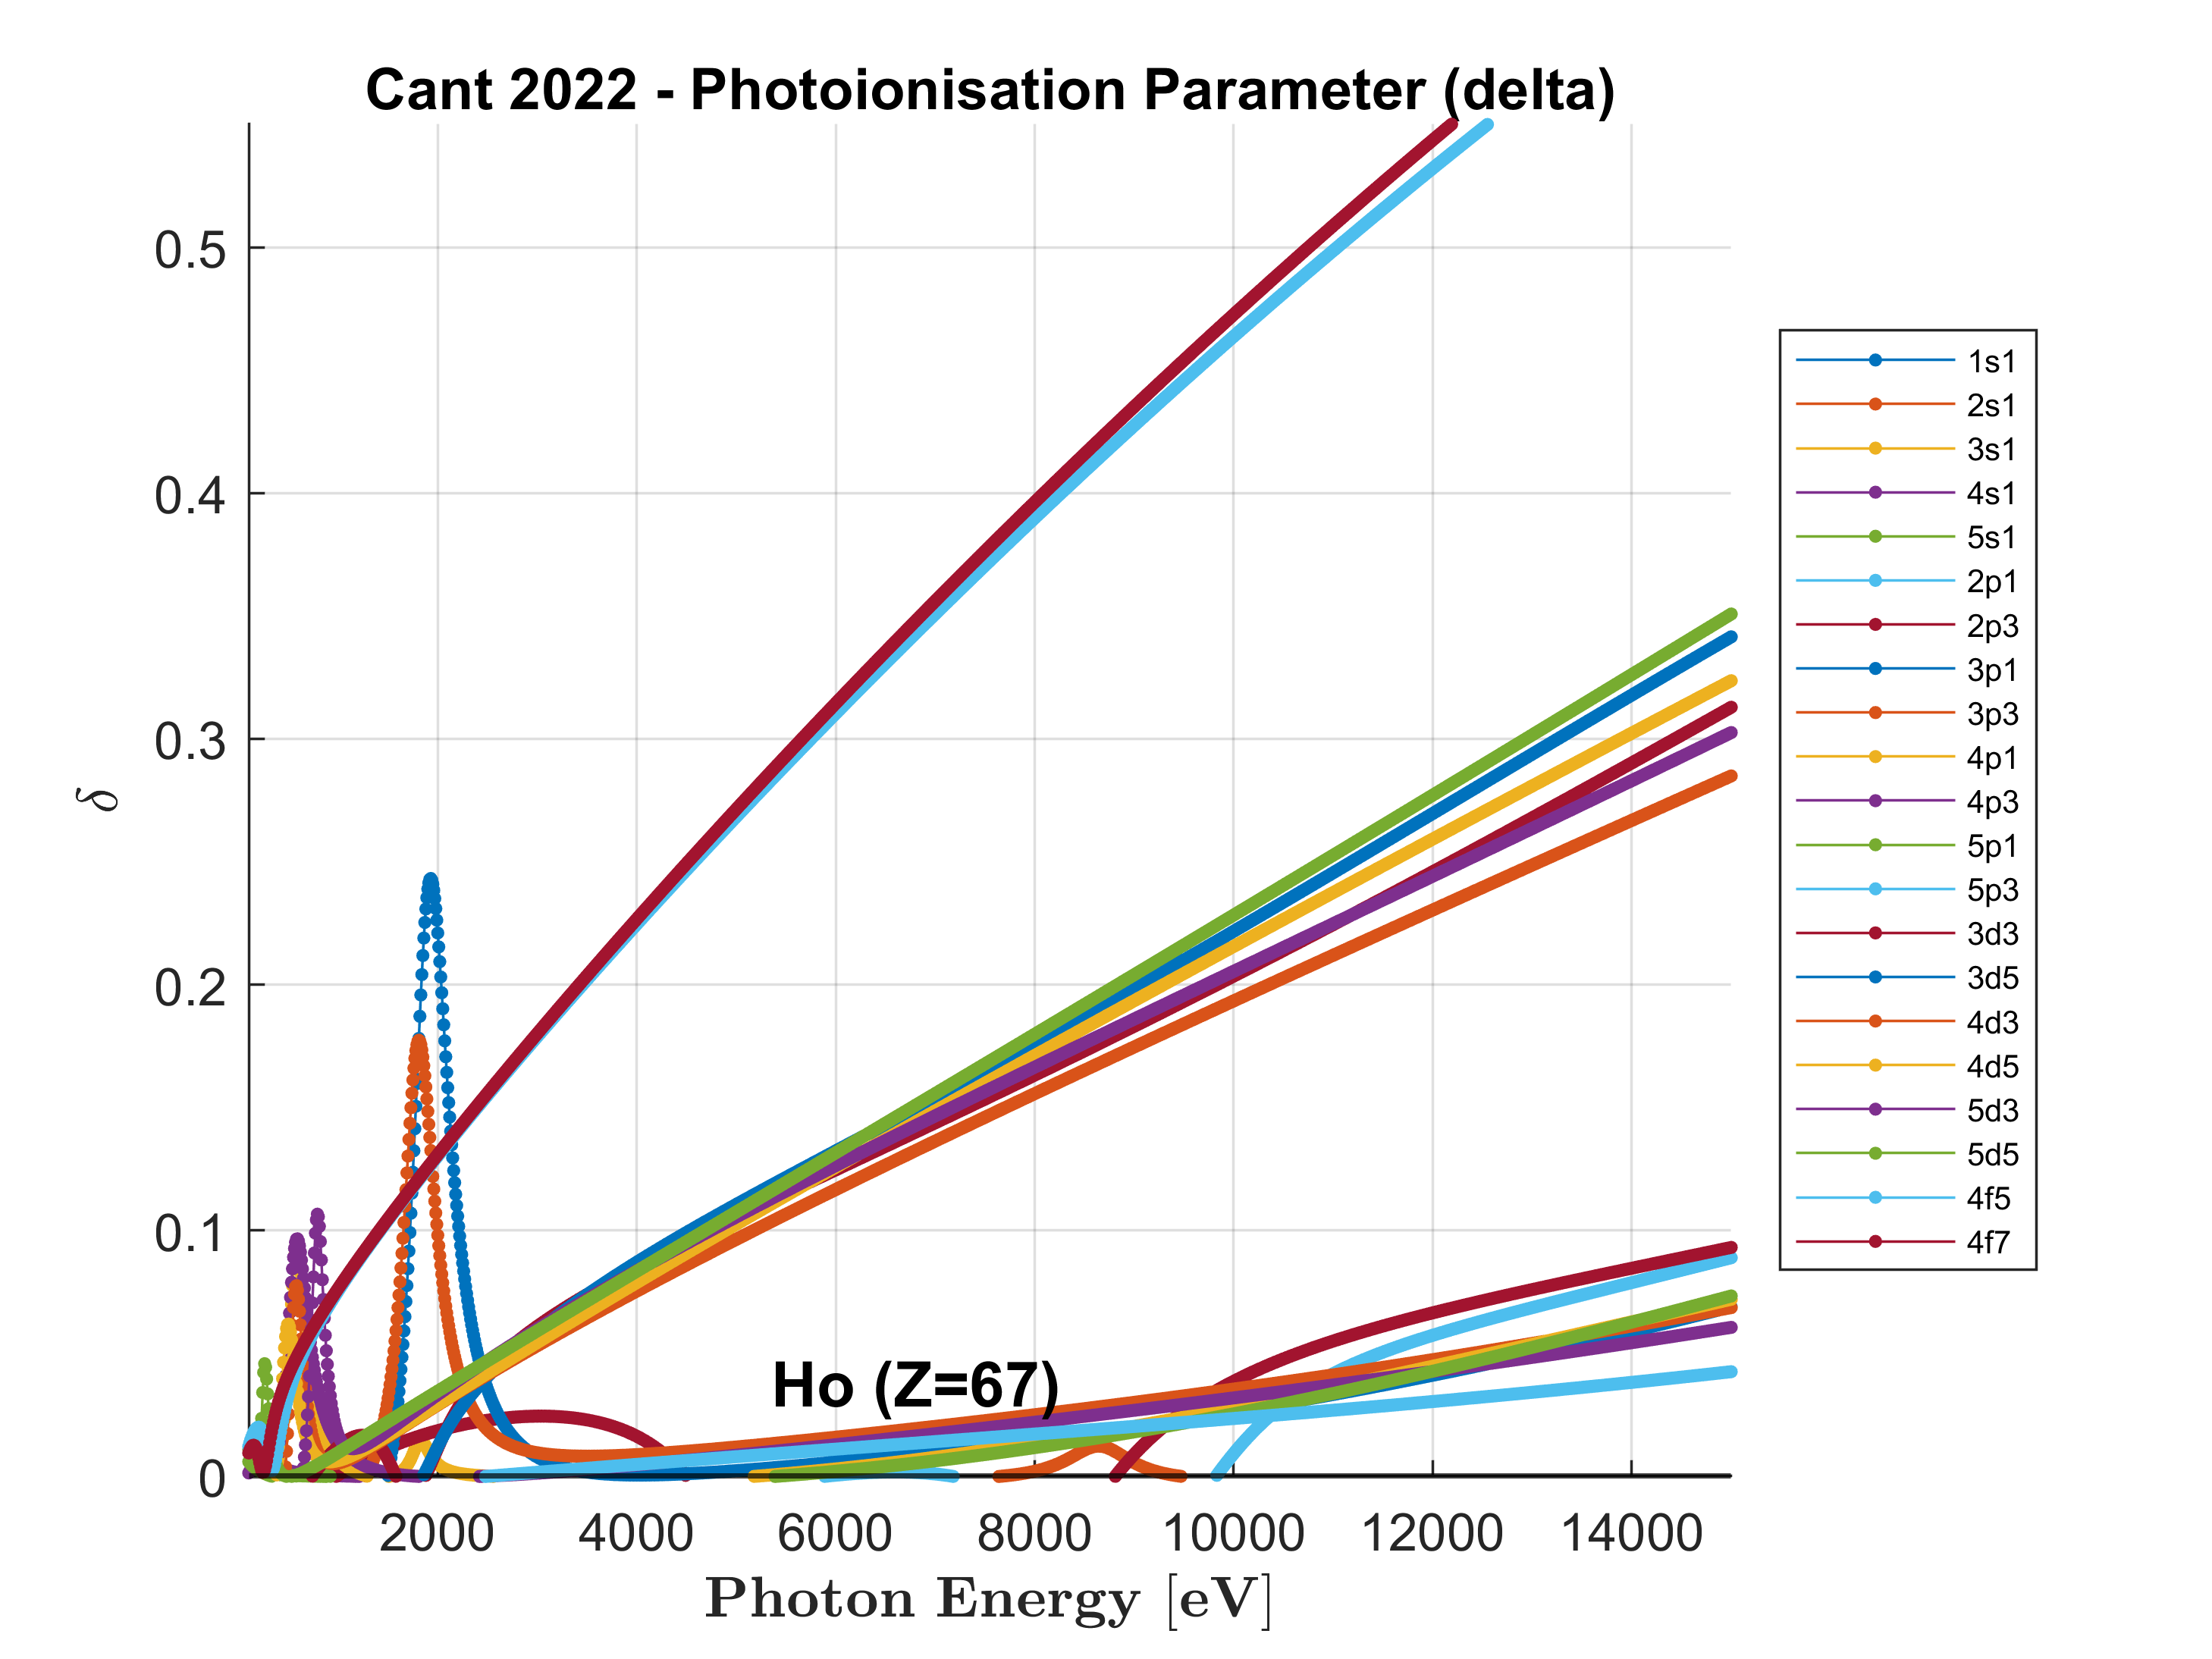 Cant 2022 - Photoionisation Parameter (delta)
0.5
0.4
0.3
0.2
0.1
0
δ
Ho (Z=67)
2000 4000 6000 8000 10000 12000 14000
Photon Energy [eV]
1s1
2s1
3s1
4s1
5s1
2p1
2p3
3p1
3p3
4p1
4p3
5p1
5p3
3d3
3d5
4d3
4d5
5d3
5d5
4f5
4f7